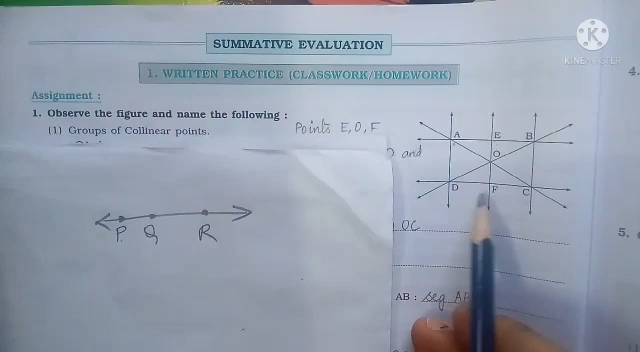 KINEMASTER
SUMMATIVE EVALUATION
1. WRITTEN PRACTICE (CLASSWORK/HOMEWORK)
4.
Assignment :
1. Observe the figure and name the following :
(1) Groups of Collinear points. Points E, O, F
and
A E B
O
D F C
P Q R
OC
5.
AB : seg